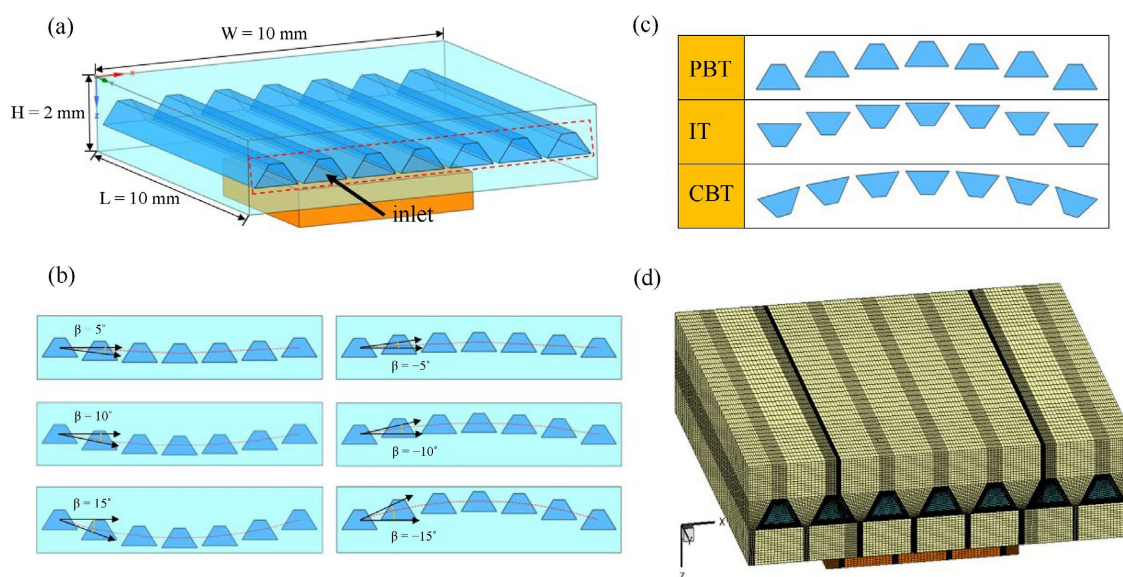 (a)
W = 10 mm
X
Y
Z
H = 2 mm
L = 10 mm
inlet
(b)
β = 5°
β = −5°
β = 10°
β = −10°
β = 15°
β = −15°
(c)
PBT
IT
CBT
(d)
X
Y
Z